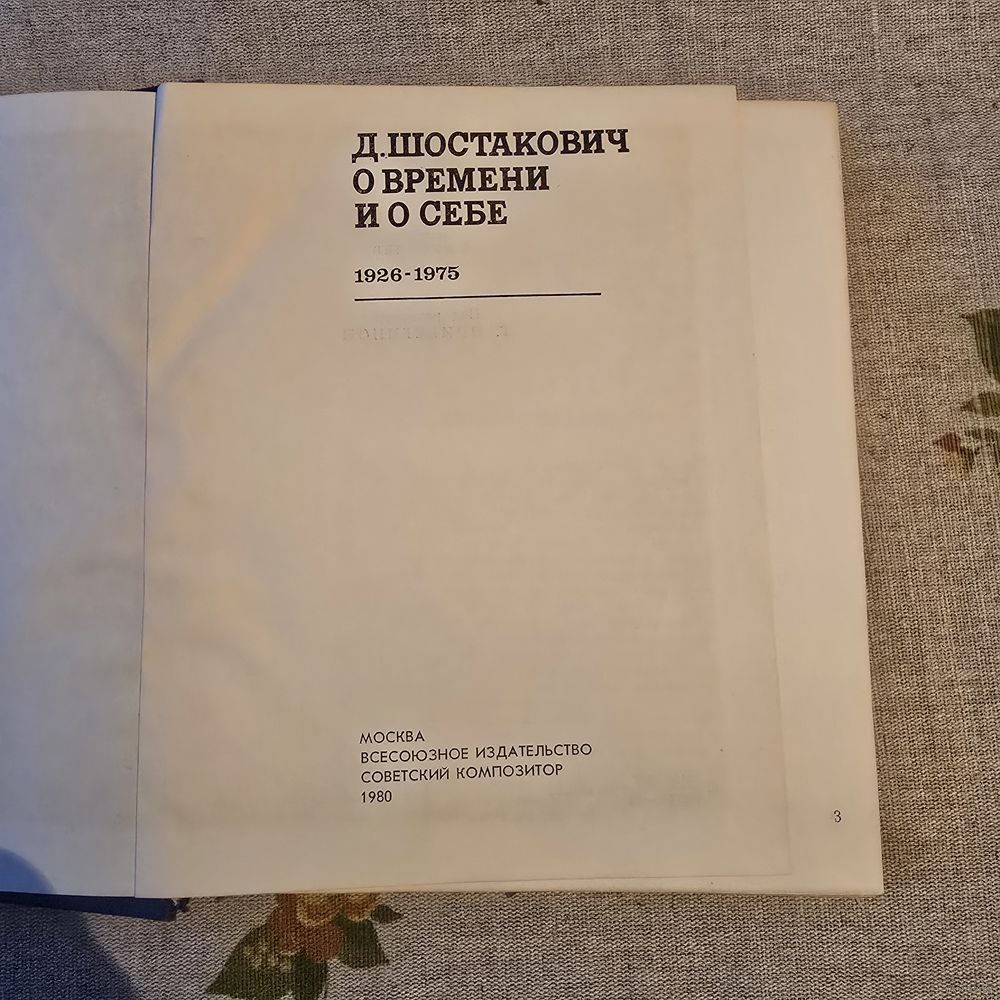 Д. ШОСТАКОВИЧ
О ВРЕМЕНИ
И О СЕБЕ
1926-1975
МОСКВА
ВСЕСОЮЗНОЕ ИЗДАТЕЛЬСТВО
СОВЕТСКИЙ КОМПОЗИТОР
1980
3